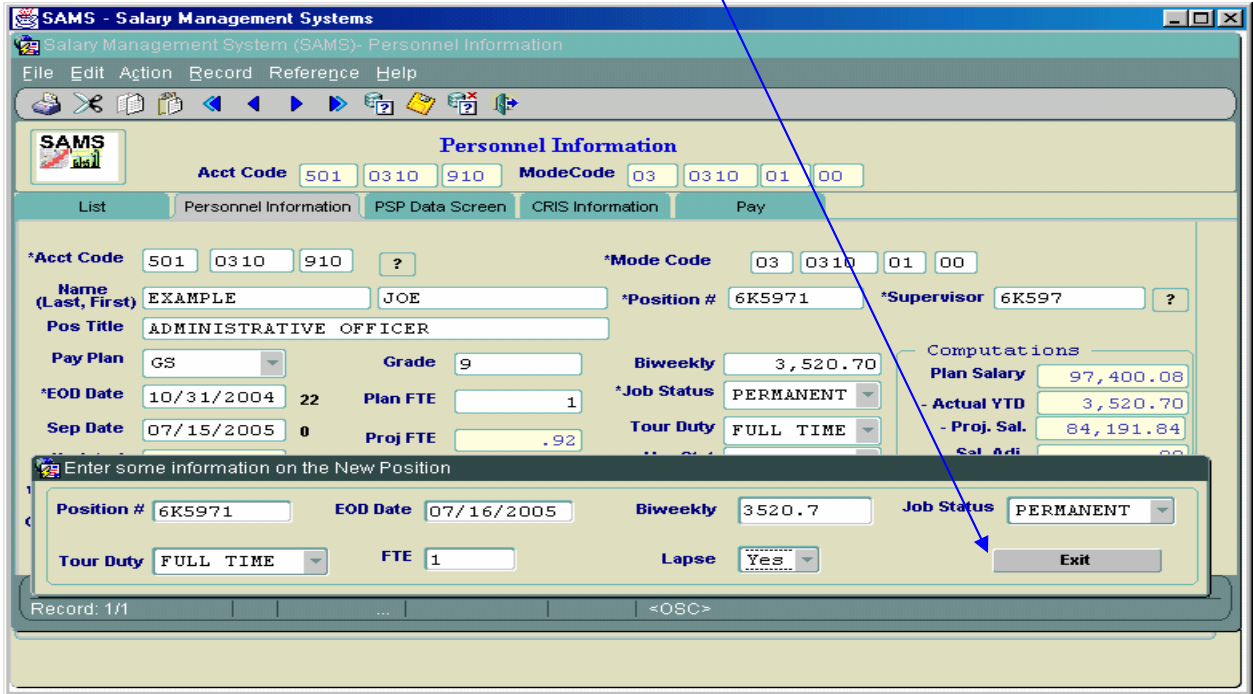 SAMS - Salary Management Systems
Salary Management System (SAMS)- Personnel Information
File Edit Action Record Reference Help
SAMS
Personnel Information
Acct Code 501 0310 910 ModeCode 03 0310 01 00
List Personnel Information PSP Data Screen CRIS Information Pay
*Acct Code 501 0310 910 ? *Mode Code 03 0310 01 00
Name
(Last, First) EXAMPLE JOE *Position # 6K5971 *Supervisor 6K597 ?
Pos Title ADMINISTRATIVE OFFICER
Pay Plan GS Grade 9 Biweekly 3,520.70 Computations
Plan Salary 97,400.08
*EOD Date 10/31/2004 22 Plan FTE 1 *Job Status PERMANENT - Actual YTD 3,520.70
Sep Date 07/15/2005 0 Proj FTE .92 Tour Duty FULL TIME - Proj. Sal. 84,191.84
Sal. Adj
Enter some information on the New Position
Position # 6K5971 EOD Date 07/16/2005 Biweekly 3520.7 Job Status PERMANENT
Tour Duty FULL TIME FTE 1 Lapse Yes Exit
Record: 1/1 ... <OSC>